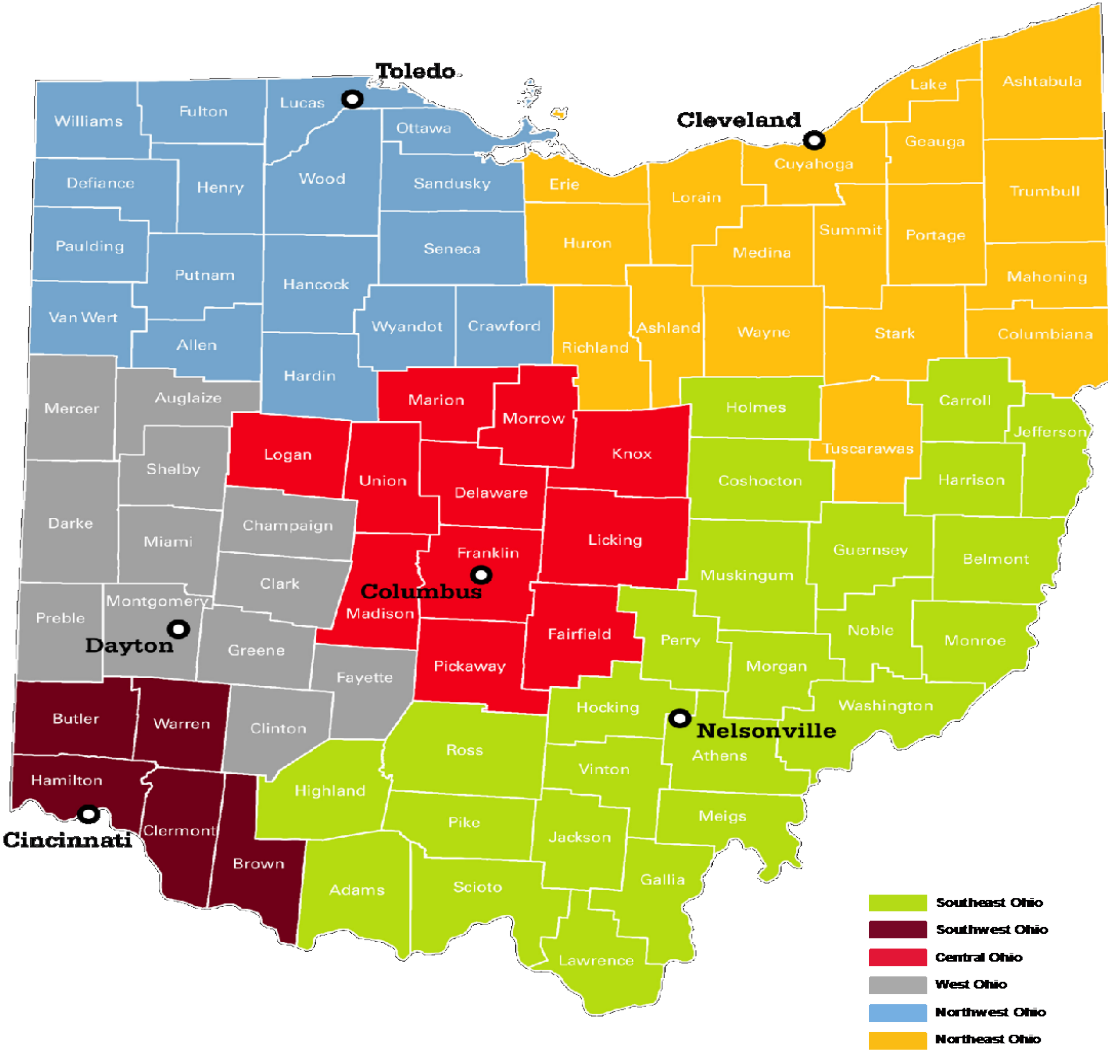 Toledo
Lake
Ashtabula
Lucas
Fulton
Williams
Ottawa
Cleveland
Geauga
Cuyahoga
Defiance
Henry
Wood
Sandusky
Erie
Lorain
Trumbull
Paulding
Putnam
Seneca
Huron
Medina
Summit
Portage
Hancock
Mahoning
Van Wert
Allen
Wyandot
Crawford
Richland
Ashland
Wayne
Stark
Columbiana
Hardin
Mercer
Auglaize
Marion
Morrow
Holmes
Carroll
Jefferson
Logan
Shelby
Union
Knox
Tuscarawas
Delaware
Coshocton
Harrison
Darke
Champaign
Miami
Franklin
Licking
Guernsey
Belmont
Clark
Columbus
Muskingum
Montgomery
Preble
Madison
Dayton
Greene
Fairfield
Perry
Noble
Monroe
Pickaway
Morgan
Fayette
Butler
Warren
Clinton
Hocking
Washington
Nelsonville
Ross
Athens
Vinton
Hamilton
Highland
Meigs
Cincinnati
Clermont
Pike
Jackson
Brown
Adams
Scioto
Gallia
Lawrence
Southeast Ohio
Southwest Ohio
Central Ohio
West Ohio
Northwest Ohio
Northeast Ohio